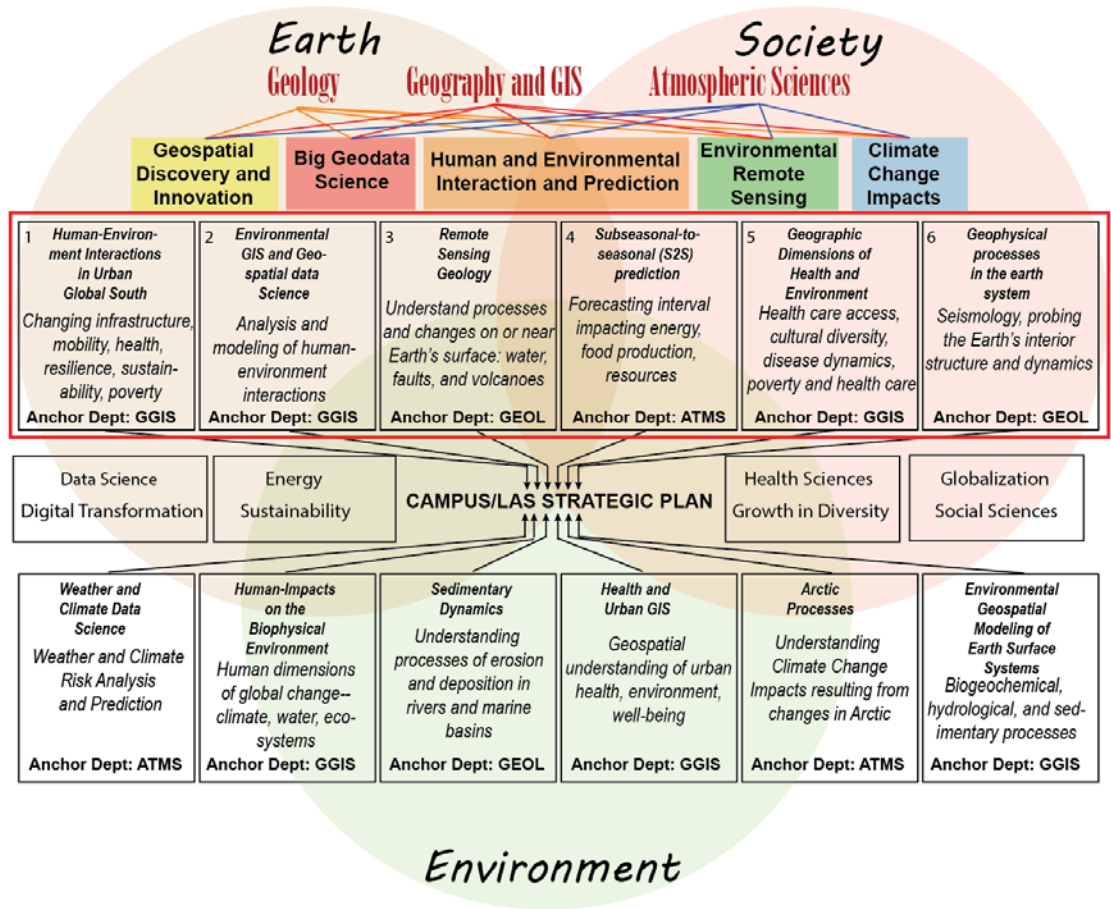 Earth
Society
Geology
Geography and GIS
Atmospheric Sciences
Geospatial
Discovery and
Innovation
Big Geodata
Science
Human and Environmental
Interaction and Prediction
Environmental
Remote
Sensing
Climate
Change
Impacts
1
Human-Environ-
ment Interactions
in Urban
Global South
Changing infrastructure,
mobility, health,
resilience, sustain-
ability, poverty
Anchor Dept: GGIS
2
Environmental
GIS and Geo-
spatial data
Science
Analysis and
modeling of human-
environment
interactions
Anchor Dept: GGIS
3
Remote
Sensing
Geology
Understand processes
and changes on or near
Earth's surface: water,
faults, and volcanoes
Anchor Dept: GEOL
4
Subseasonal-to-
seasonal (S2S)
prediction
Forecasting interval
impacting energy,
food production,
resources
Anchor Dept: ATMS
5
Geographic
Dimensions of
Health and
Environment
Health care access,
cultural diversity,
disease dynamics,
poverty and health care
Anchor Dept: GGIS
6
Geophysical
processes
in the earth
system
Seismology, probing
the Earth's interior
structure and dynamics
Anchor Dept: GEOL
Data Science
Digital Transformation
Energy
Sustainability
CAMPUS/LAS STRATEGIC PLAN
Health Sciences
Growth in Diversity
Globalization
Social Sciences
Weather and
Climate Data
Science
Weather and Climate
Risk Analysis
and Prediction
Anchor Dept: ATMS
Human-Impacts
on the
Biophysical
Environment
Human dimensions
of global change--
climate, water, eco-
systems
Anchor Dept: GGIS
Sedimentary
Dynamics
Understanding
processes of erosion
and deposition in
rivers and marine
basins
Anchor Dept: GEOL
Health and
Urban GIS
Geospatial
understanding of urban
health, environment,
well-being
Anchor Dept: GGIS
Arctic
Processes
Understanding
Climate Change
Impacts resulting from
changes in Arctic
Anchor Dept: ATMS
Environmental
Geospatial
Modeling of
Earth Surface
Systems
Biogeochemical,
hydrological, and sed-
imentary processes
Anchor Dept: GGIS
Environment